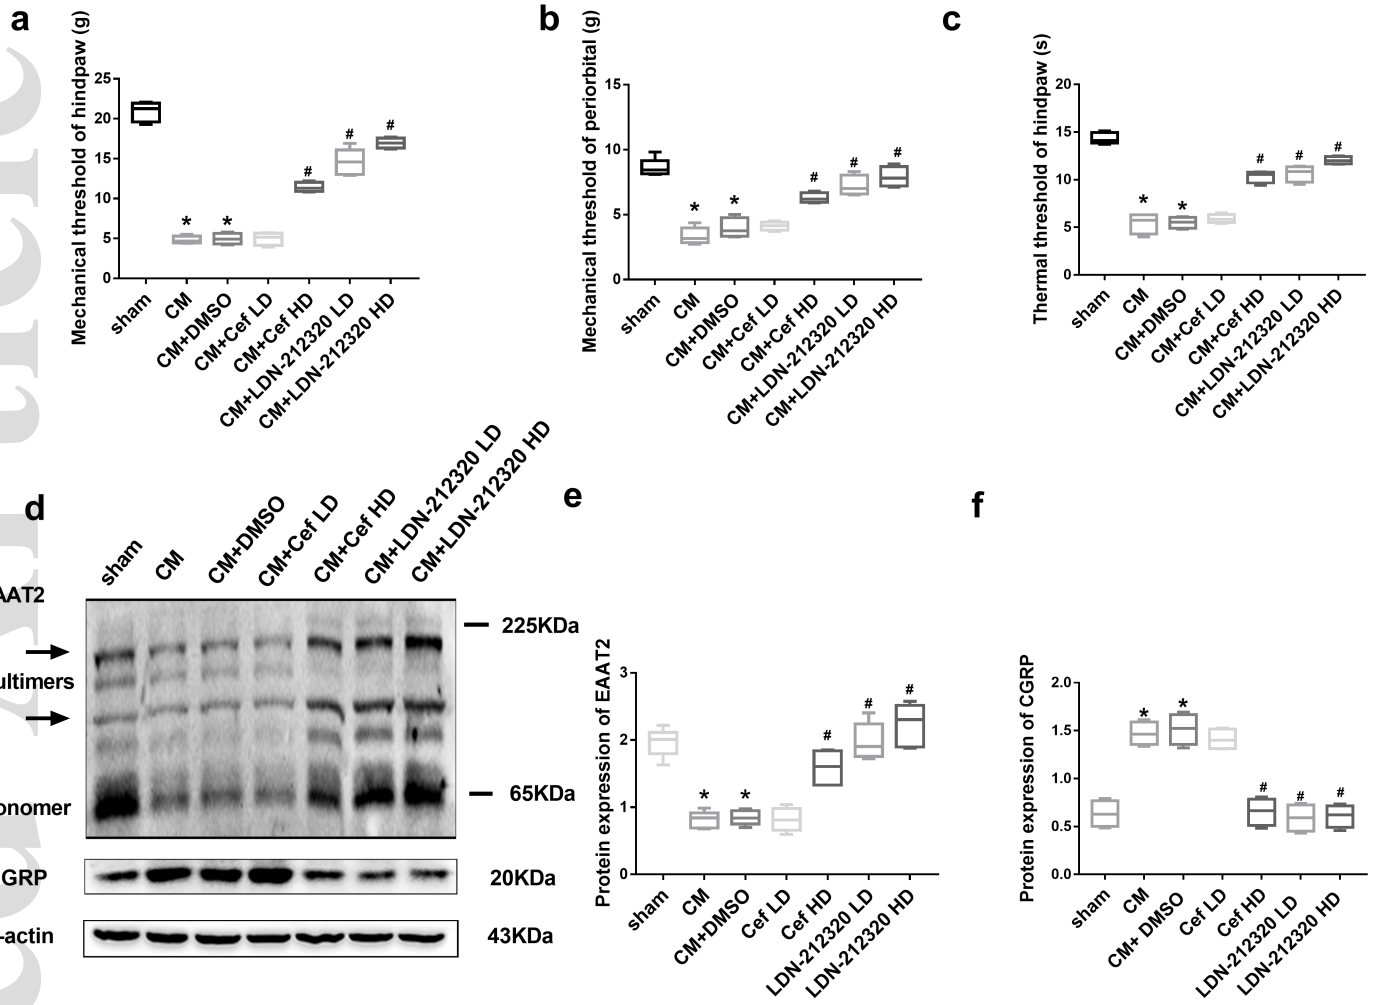 a
Mechanical threshold of hindpaw (g)
25
20
15
10
5
0
*
*
#
#
#
sham
CM
CM+DMSO
CM+Cef LD
CM+Cef HD
CM+LDN-212320 LD
CM+LDN-212320 HD
b
Mechanical threshold of periorbital (g)
15
10
5
0
*
*
#
#
#
sham
CM
CM+DMSO
CM+Cef LD
CM+Cef HD
CM+LDN-212320 LD
CM+LDN-212320 HD
c
Thermal threshold of hindpaw (s)
20
15
10
5
0
*
*
#
#
#
sham
CM
CM+DMSO
CM+Cef LD
CM+Cef HD
CM+LDN-212320 LD
CM+LDN-212320 HD
d
sham
CM
CM+DMSO
CM+Cef LD
CM+Cef HD
CM+LDN-212320 LD
CM+LDN-212320 HD
AAT2
ultimers
onomer
GRP
-actin
225KDa
65KDa
20KDa
43KDa
e
Protein expression of EAAT2
3
2
1
0
*
*
#
#
#
sham
CM
CM+DMSO
Cef LD
Cef HD
LDN-212320 LD
LDN-212320 HD
f
Protein expression of CGRP
2.0
1.5
1.0
0.5
0.0
*
*
#
#
#
sham
CM
CM+ DMSO
Cef LD
Cef HD
LDN-212320 LD
LDN-212320 HD